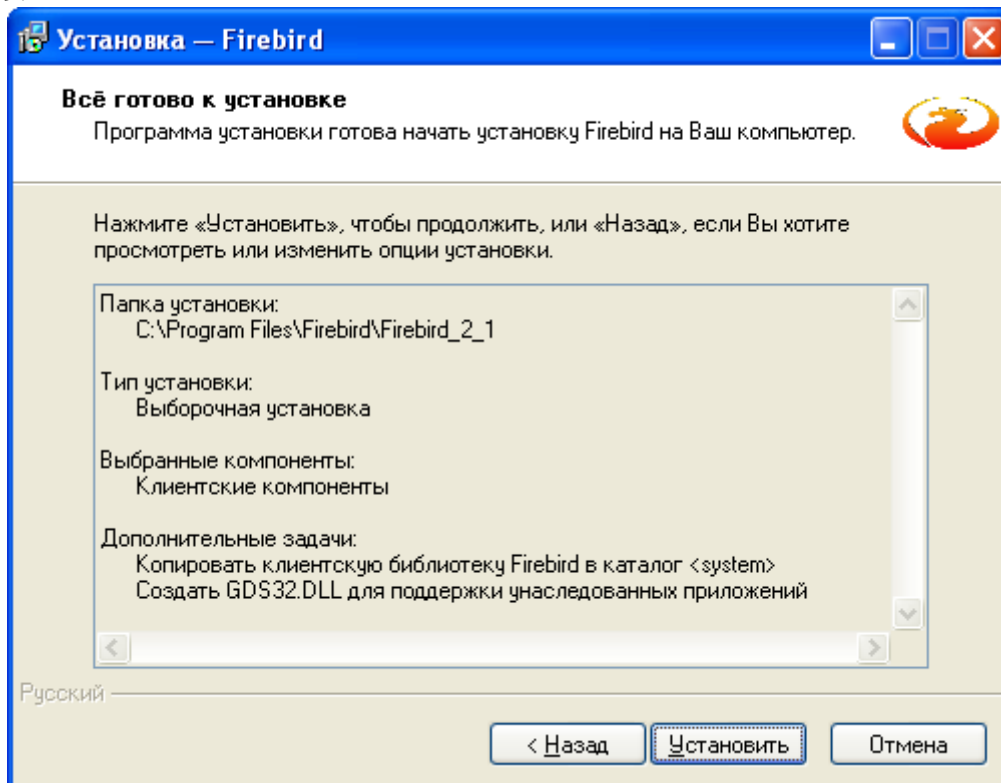 Установка — Firebird
Всё готово к установке
Программа установки готова начать установку Firebird на Ваш компьютер.
Нажмите «Установить», чтобы продолжить, или «Назад», если Вы хотите
просмотреть или изменить опции установки.
Папка установки:
C:\Program Files\Firebird\Firebird_2_1
Тип установки:
Выборочная установка
Выбранные компоненты:
Клиентские компоненты
Дополнительные задачи:
Копировать клиентскую библиотеку Firebird в каталог <system>
Создать GDS32.DLL для поддержки унаследованных приложений
Русский
< Назад Установить Отмена